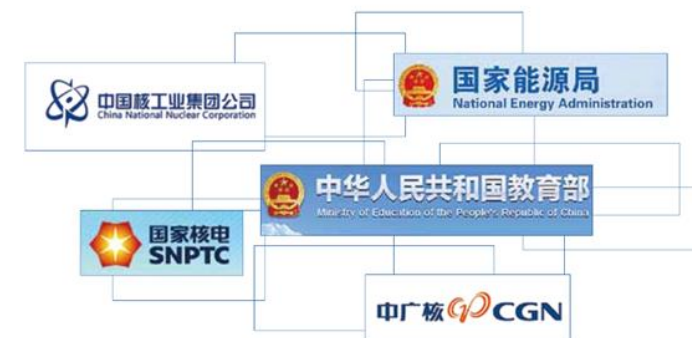 国家能源局
National Energy Administration
中国核工业集团公司
China National Nuclear Corporation
中华人民共和国教育部
Ministry of Education of the People's Republic of China
国家核电
SNPTC
中广核 CGN